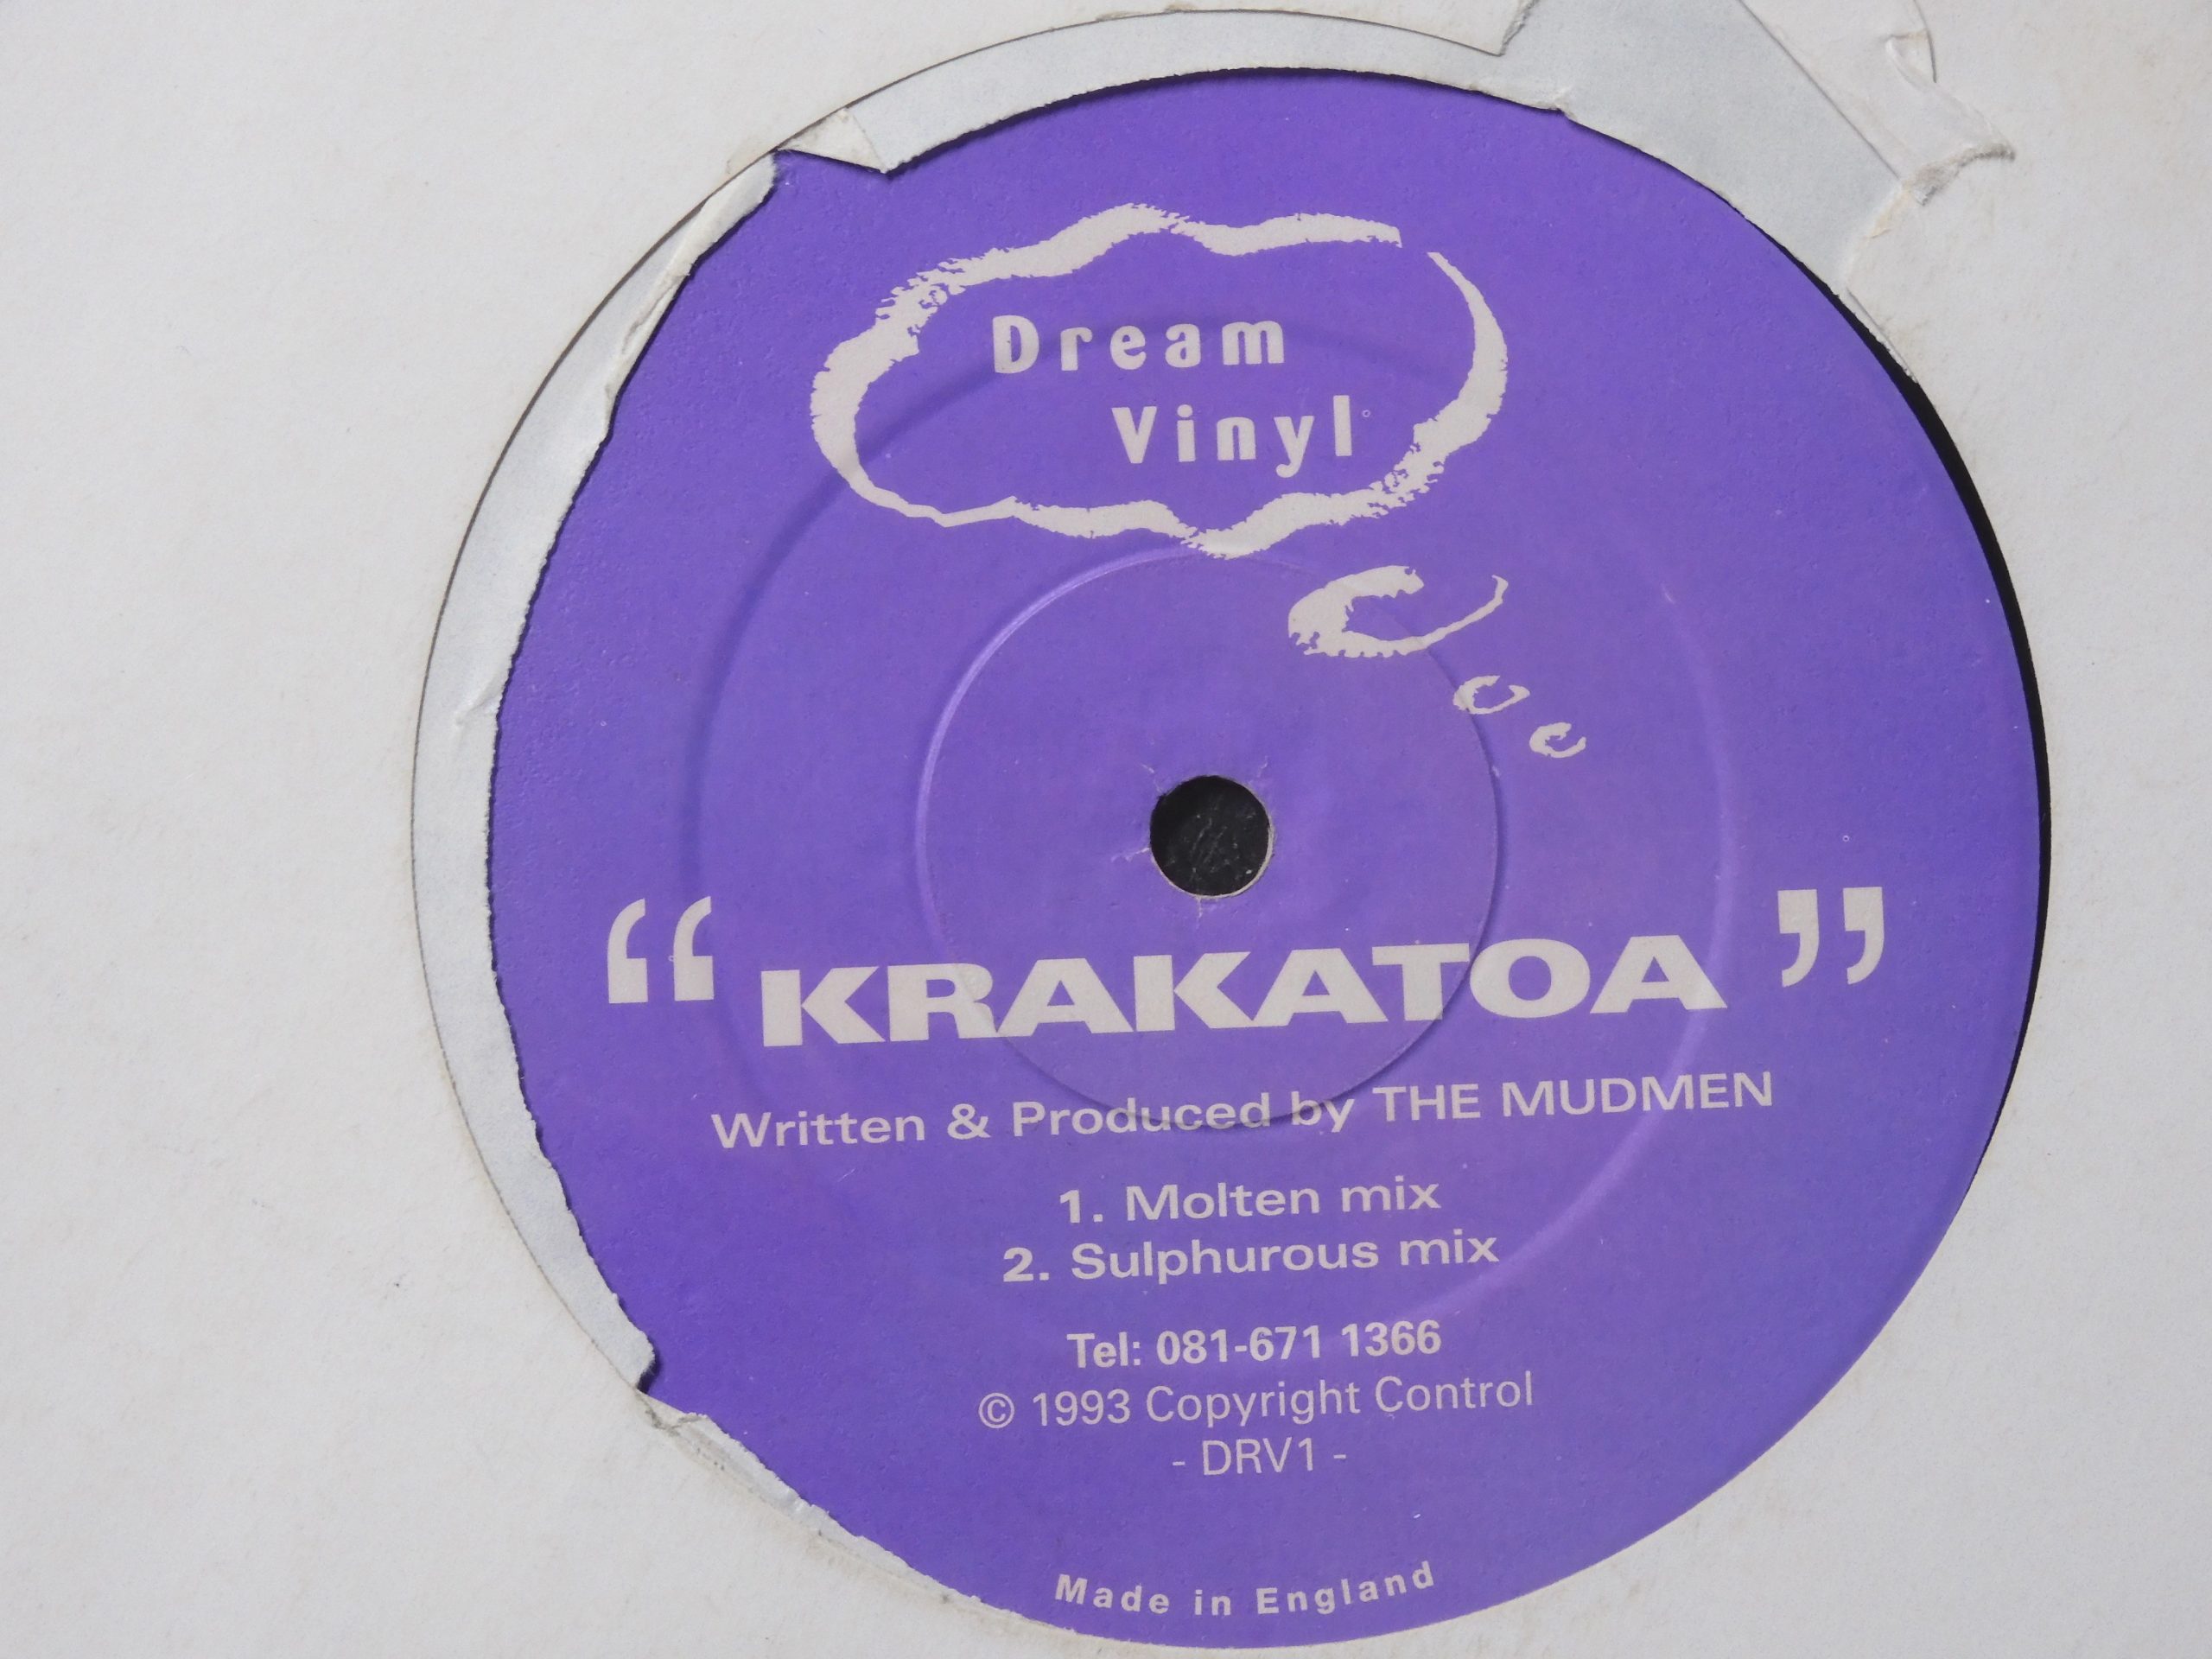 Dream
Vinyl
“KRAKATOA”
Written & Produced by THE MUDMEN
1. Molten mix
2. Sulphurous mix
Tel: 081-671 1366
© 1993 Copyright Control
- DRV1 -
Made in England